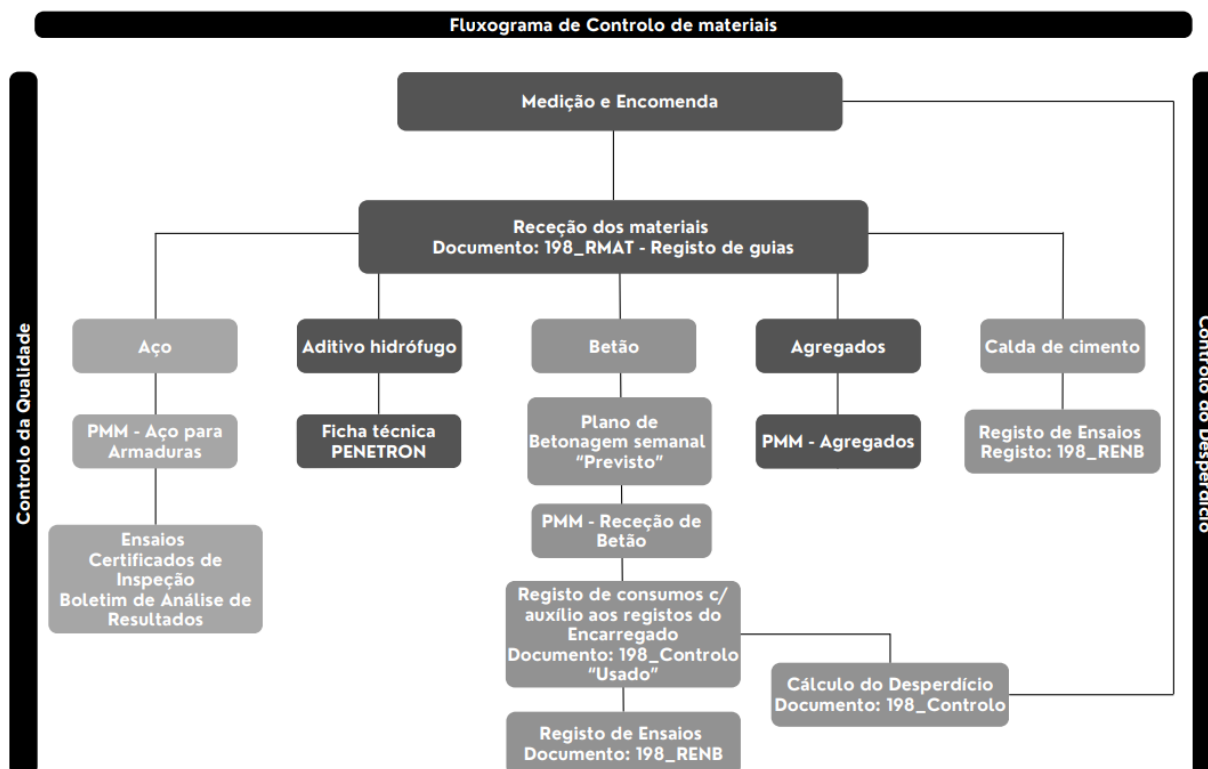 Fluxograma de Controlo de materiais
Controlo da Qualidade
Controlo do Desperdício
Medição e Encomenda
Receção dos materiais
Documento: 198_RMAT - Registo de guias
Aço
Aditivo hidrófugo
Betão
Agregados
Calda de cimento
PMM - Aço para
Armaduras
Ficha técnica
PENETRON
Plano de
Betonagem semanal
“Previsto”
PMM - Agregados
Registo de Ensaios
Registo: 198_RENB
Ensaios
Certificados de
Inspeção
Boletim de Análise de
Resultados
PMM - Receção de
Betão
Registo de consumos c/
auxílio aos registos do
Encarregado
Documento: 198_Controlo
“Usado”
Cálculo do Desperdício
Documento: 198_Controlo
Registo de Ensaios
Documento: 198_RENB